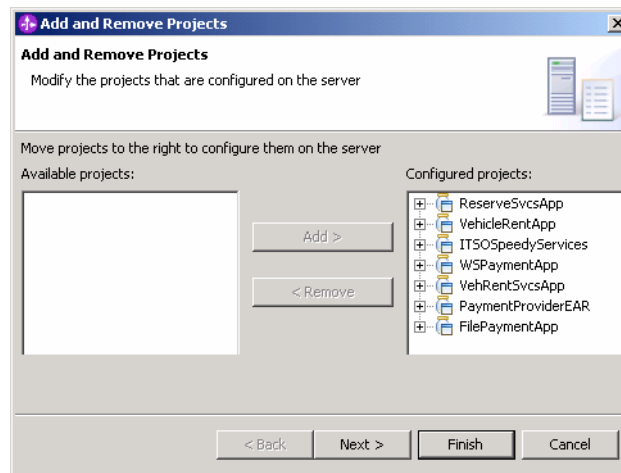 Add and Remove Projects
Add and Remove Projects
Modify the projects that are configured on the server
Move projects to the right to configure them on the server
Available projects:
Configured projects:
Add >
< Remove
ReserveSvcsApp
VehicleRentApp
ITSOSpeedyServices
WSPaymentApp
VehRentSvcsApp
PaymentProviderEAR
FilePaymentApp
< Back
Next >
Finish
Cancel